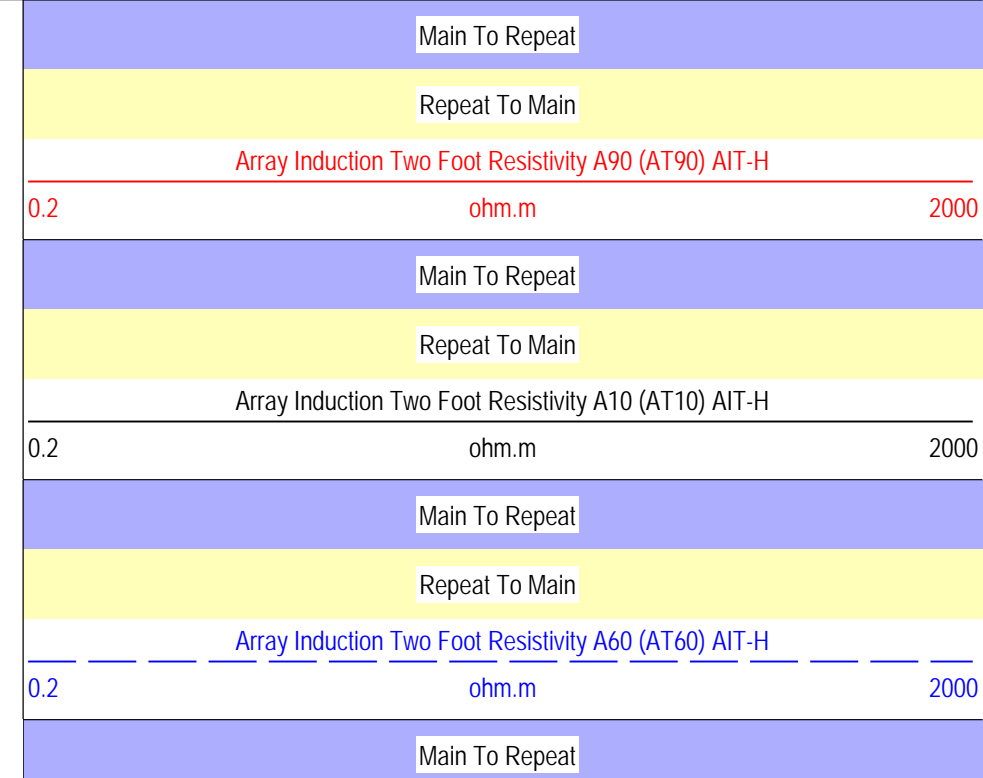 Main To Repeat
Repeat To Main
Array Induction Two Foot Resistivity A90 (AT90) AIT-H
0.2 ohm.m 2000
Main To Repeat
Repeat To Main
Array Induction Two Foot Resistivity A10 (AT10) AIT-H
0.2 ohm.m 2000
Main To Repeat
Repeat To Main
Array Induction Two Foot Resistivity A60 (AT60) AIT-H
0.2 ohm.m 2000
Main To Repeat